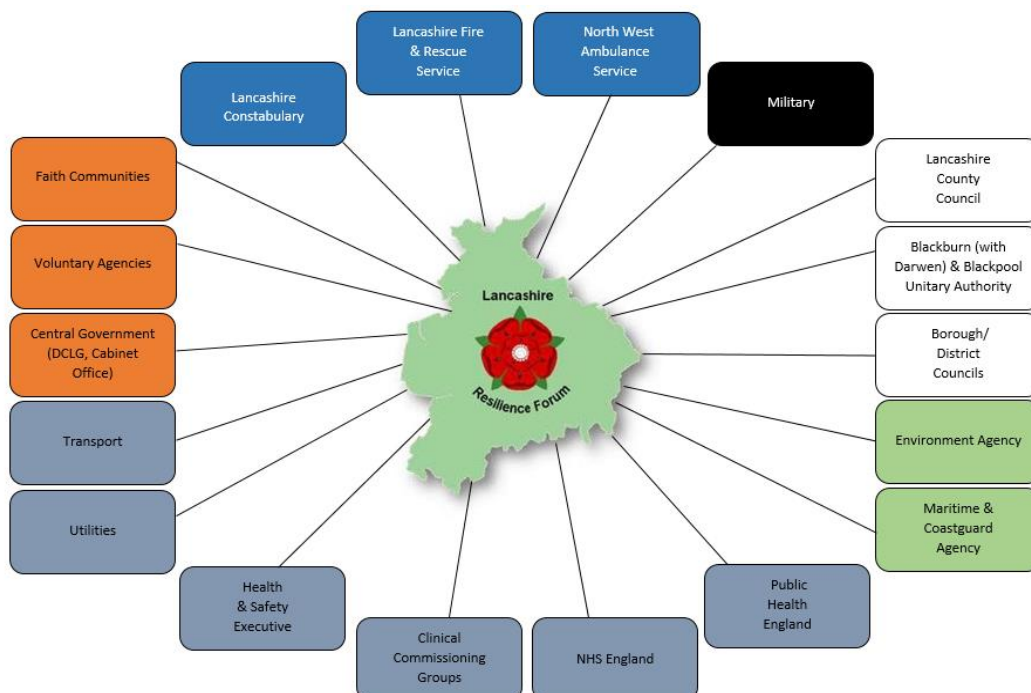 Lancashire Fire
& Rescue
Service
North West
Ambulance
Service
Lancashire
Constabulary
Military
Faith Communities
Lancashire
County
Council
Voluntary Agencies
Blackburn (with
Darwen) & Blackpool
Unitary Authority
Central Government
(DCLG, Cabinet
Office)
Lancashire
Resilience Forum
Borough/
District
Councils
Transport
Environment Agency
Utilities
Maritime &
Coastguard
Agency
Health
& Safety
Executive
Clinical
Commissioning
Groups
NHS England
Public
Health
England